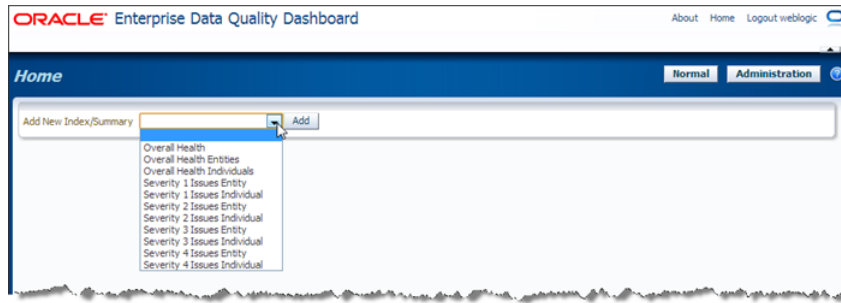 ORACLE Enterprise Data Quality Dashboard
About Home Logout weblogic
Home
Normal Administration
Add New Index/Summary Add
Overall Health
Overall Health Entities
Overall Health Individuals
Severity 1 Issues Entity
Severity 1 Issues Individual
Severity 2 Issues Entity
Severity 2 Issues Individual
Severity 3 Issues Entity
Severity 3 Issues Individual
Severity 4 Issues Entity
Severity 4 Issues Individual